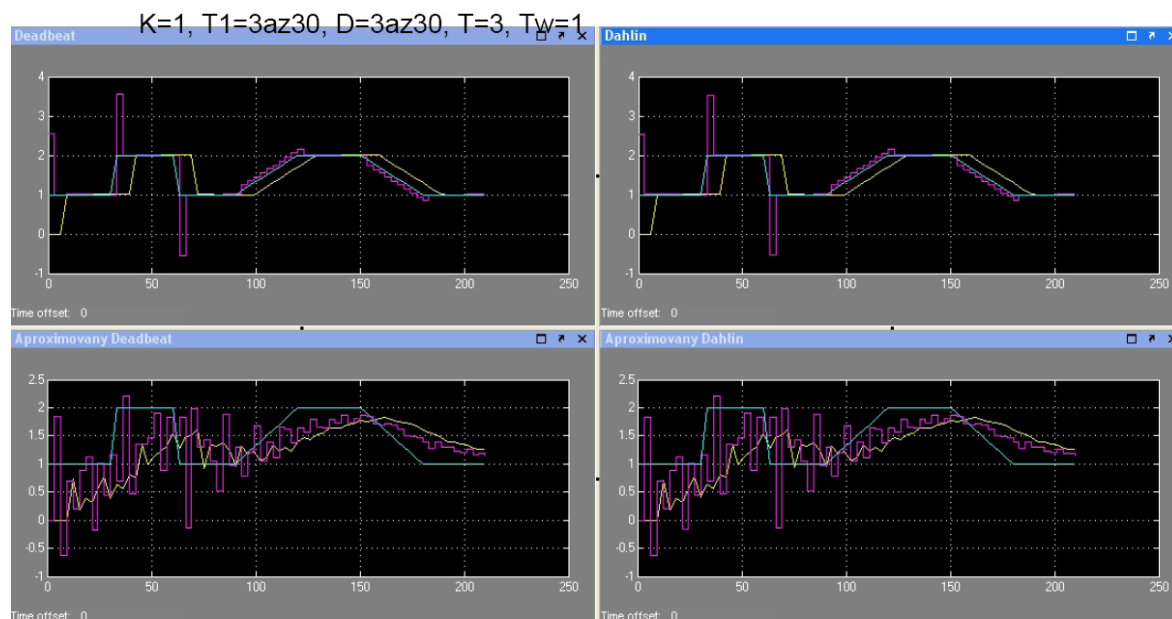 K=1, T1=3az30, D=3az30, T=3, Tw=1
Deadbeat
4
3
2
1
0
-1
0 50 100 150 200 250
Time offset: 0
Dahlin
4
3
2
1
0
-1
0 50 100 150 200 250
Time offset: 0
Aproximovany Deadbeat
2.5
2
1.5
1
0.5
0
-0.5
-1
0 50 100 150 200 250
Time offset: 0
Aproximovany Dahlin
2.5
2
1.5
1
0.5
0
-0.5
-1
0 50 100 150 200 250
Time offset: 0